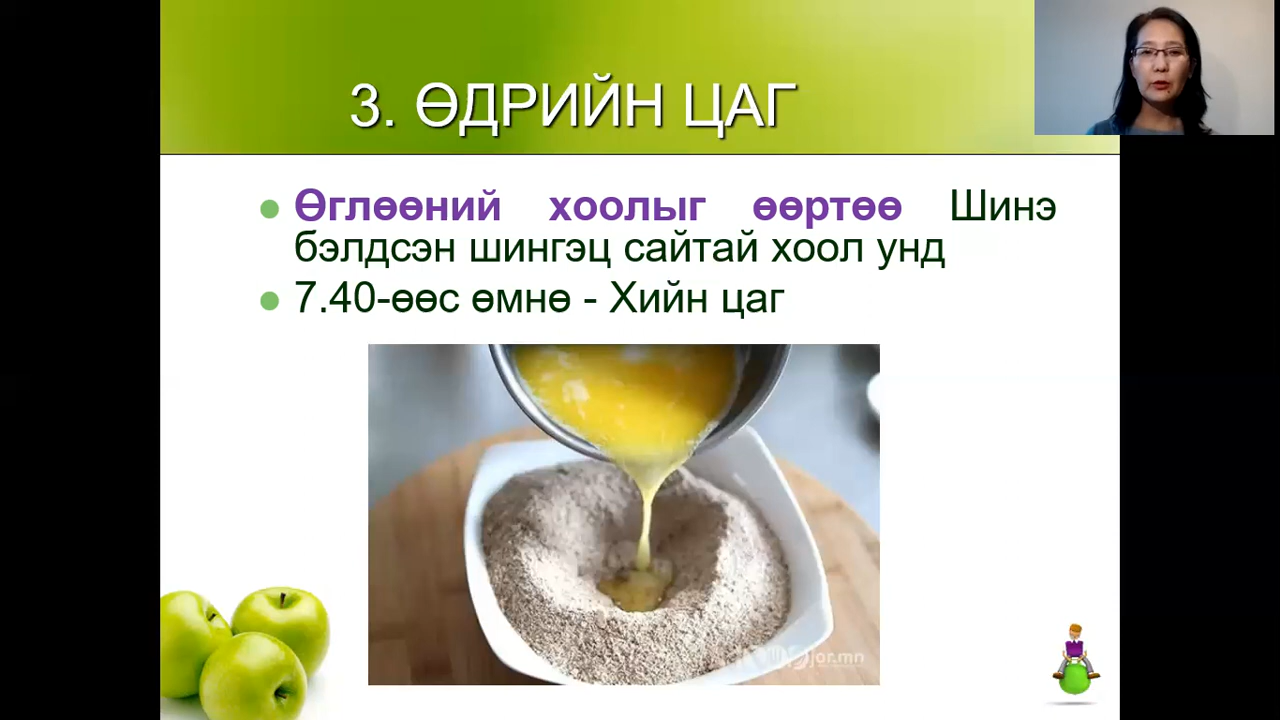 3. ӨДРИЙН ЦАГ
Өглөөний хоолыг өөртөө Шинэ
бэлдсэн шингэц сайтай хоол унд
7.40-өөс өмнө - Хийн цаг